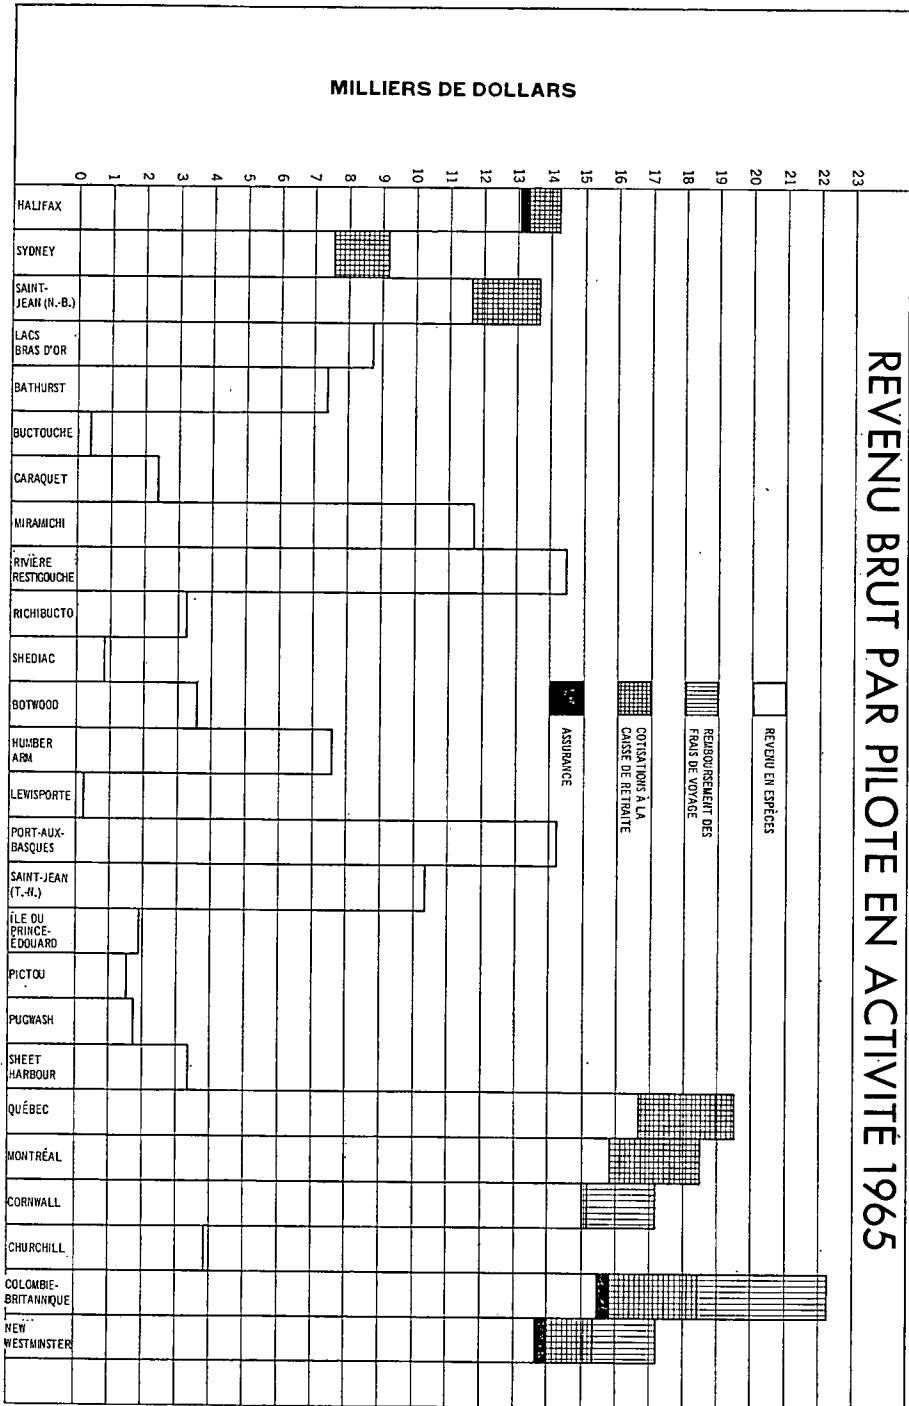 REVENU BRUT PAR PILOTE EN ACTIVITÉ 1965
MILLIERS DE DOLLARS
23
22
21
20
19
18
17
16
15
14
13
12
11
10
9
8
7
6
5
4
3
2
1
0
REVENU EN ESPÈCES
REMBOURSEMENT DES
FRAIS DE VOYAGE
COTISATIONS À LA
CAISSE DE RETRAITE
ASSURANCE
HALIFAX
SYDNEY
SAINT-
JEAN (N.-B.)
LACS
BRAS D'OR
BATHURST
BUCTOUCHE
CARAQUET
MIRAMICHI
RIVIÈRE
RESTIGOUCHE
RICHIBUCTO
SHEDIAC
BOTWOOD
HUMBER
ARM
LEWISPORTE
PORT-AUX-
BASQUES
SAINT-JEAN
(T.-N.)
ÎLE DU
PRINCE-
ÉDOUARD
PICTOU
PUGWASH
SHEET
HARBOUR
QUÉBEC
MONTRÉAL
CORNWALL
CHURCHILL
COLOMBIE-
BRITANNIQUE
NEW
WESTMINSTER